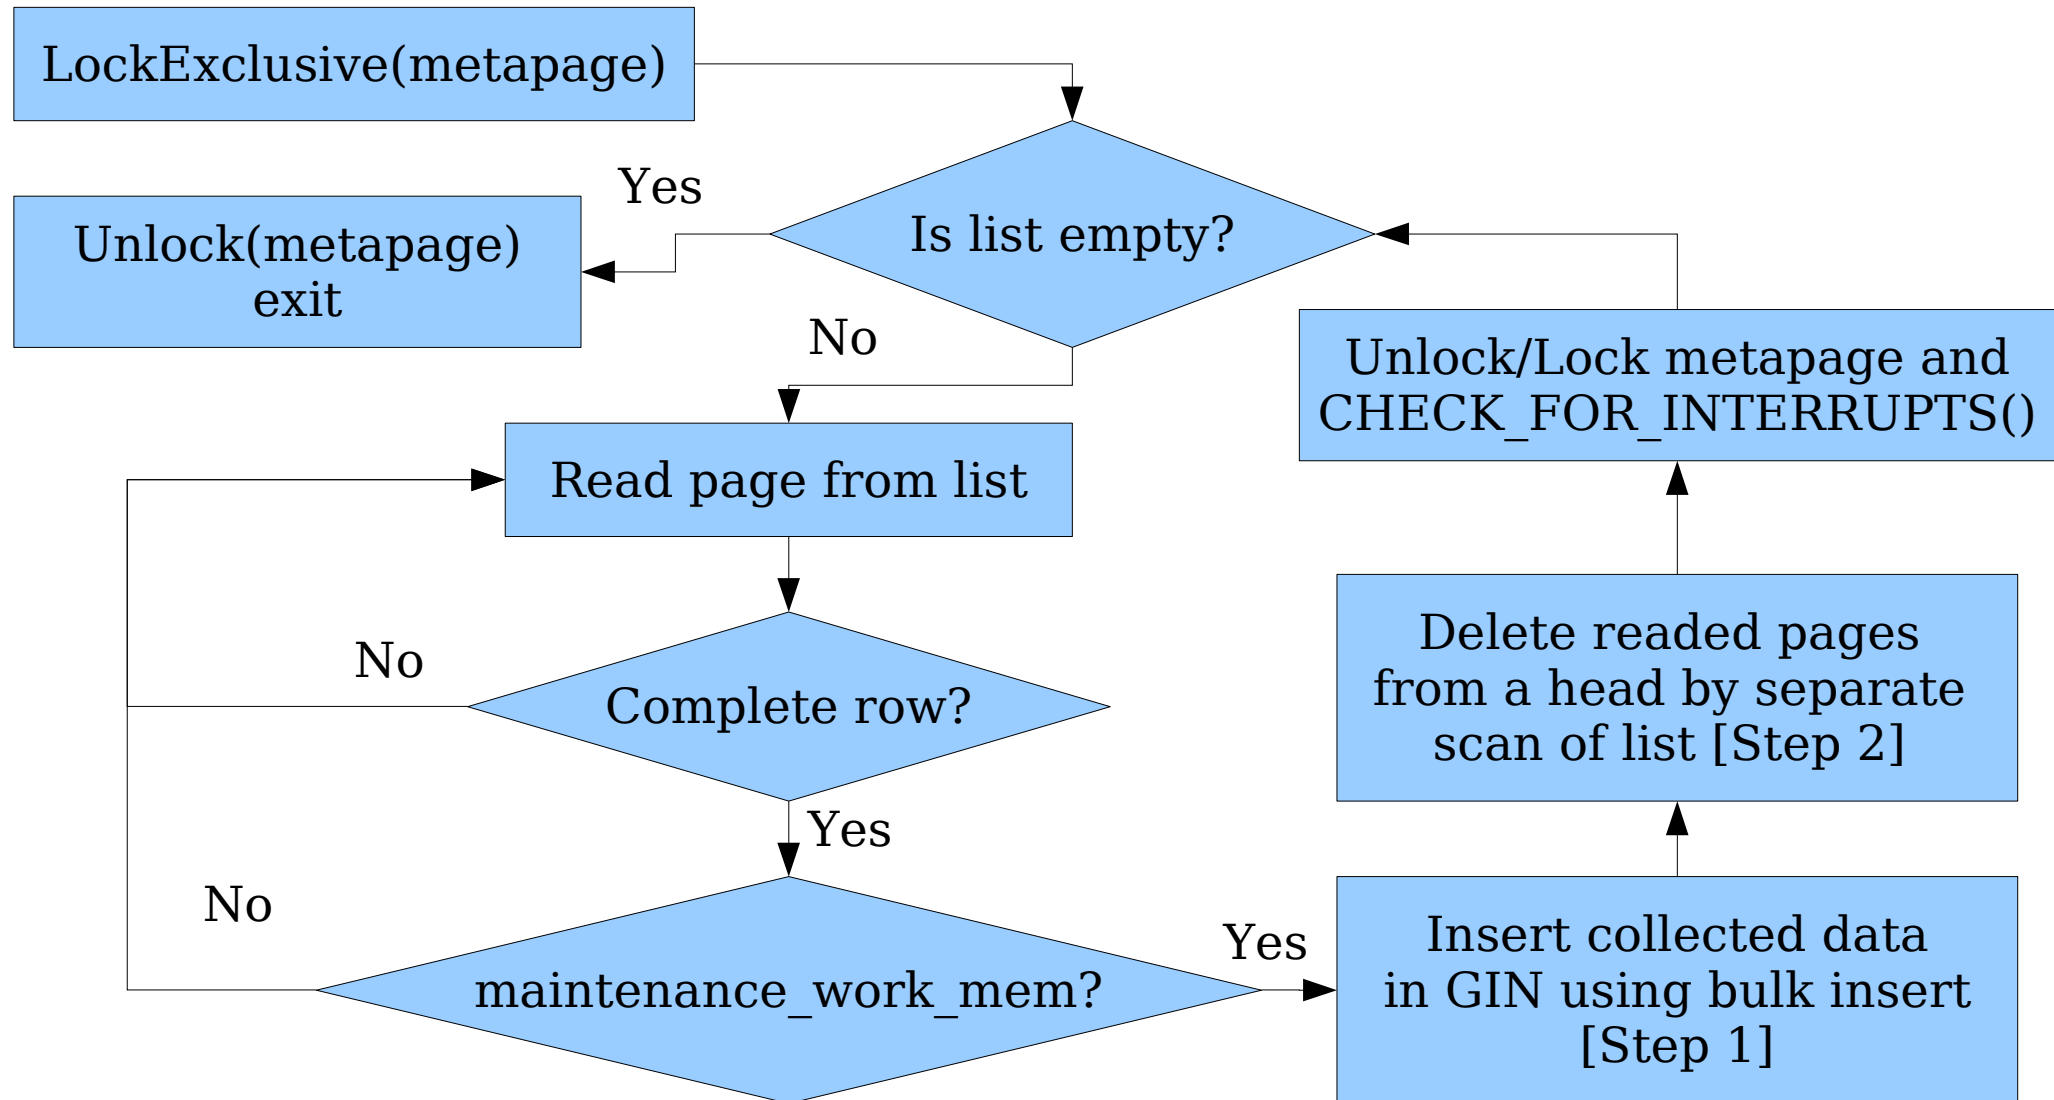 LockExclusive(metapage)
Yes
Is list empty?
Unlock(metapage)
exit
No
Unlock/Lock metapage and
CHECK_FOR_INTERRUPTS()
Read page from list
No
Complete row?
Delete readed pages
from a head by separate
scan of list [Step 2]
Yes
No
maintenance_work_mem?
Yes
Insert collected data
in GIN using bulk insert
[Step 1]